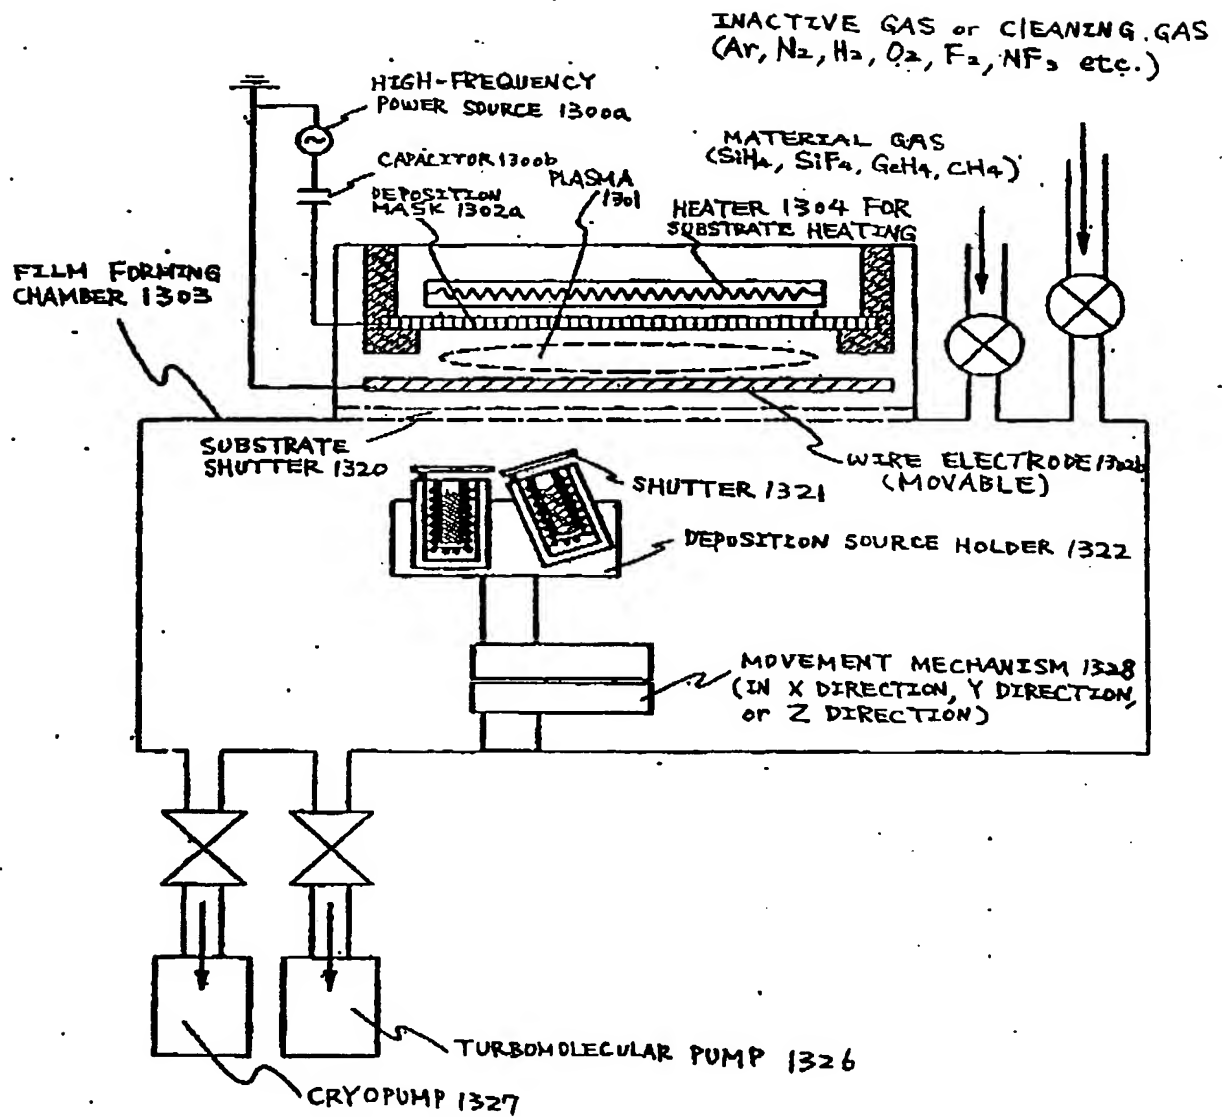 INACTIVE GAS or ClEANING GAS
(Ar, N2, H2, O2, F2, NF3 etc.)
HIGH-FREQUENCY
POWER SOURCE 1300a
MATERIAL GAS
(SiH4, SiF4, GeH4, CH4)
CAPACITOR 1300b
PLASMA
1301
DEPOSITION
MASK 1302a
HEATER 1304 FOR
SUBSTRATE HEATING
FILM FORMING
CHAMBER 1303
SUBSTRATE
SHUTTER 1320
WIRE ELECTRODE 1302b
(MOVABLE)
SHUTTER 1321
DEPOSITION SOURCE HOLDER 1322
MOVEMENT MECHANISM 1328
(IN X DIRECTION, Y DIRECTION,
or Z DIRECTION)
TURBOMOLECULAR PUMP 1326
CRYOPUMP 1327